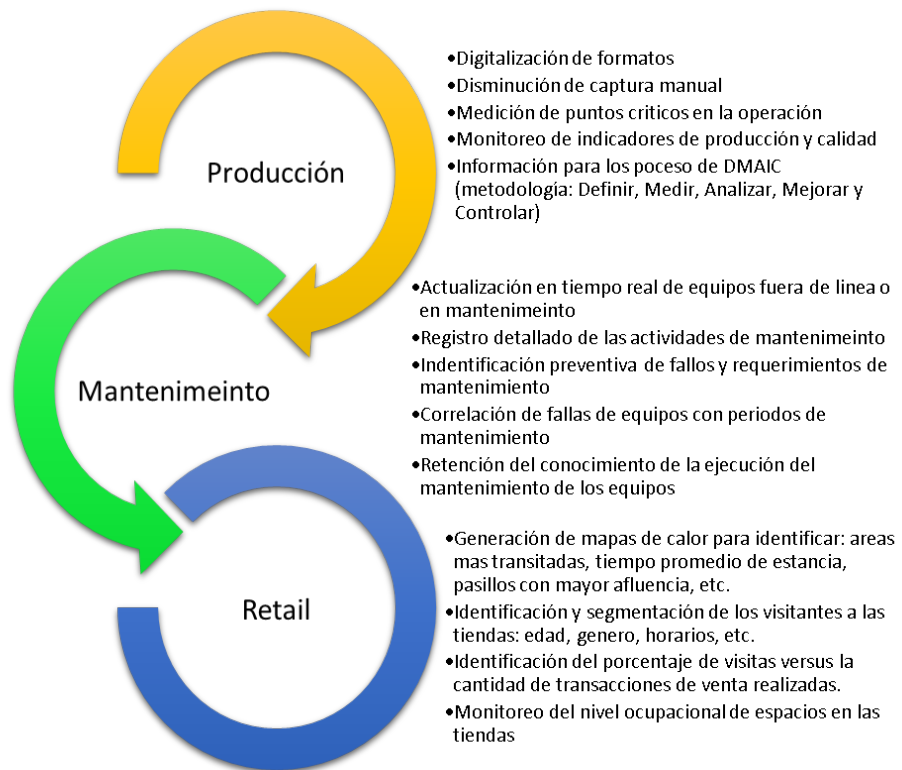 Producción
•Digitalización de formatos
•Disminución de captura manual
•Medición de puntos criticos en la operación
•Monitoreo de indicadores de producción y calidad
•Información para los poceso de DMAIC
(metodología: Definir, Medir, Analizar, Mejorar y
Controlar)
Mantenimeinto
•Actualización en tiempo real de equipos fuera de linea o
en mantenimeinto
•Registro detallado de las actividades de mantenimeinto
•Indentificación preventiva de fallos y requerimientos de
mantenimiento
•Correlación de fallas de equipos con periodos de
mantenimiento
•Retención del conocimiento de la ejecución del
mantenimiento de los equipos
Retail
•Generación de mapas de calor para identificar: areas
mas transitadas, tiempo promedio de estancia,
pasillos con mayor afluencia, etc.
•Identificación y segmentación de los visitantes a las
tiendas: edad, genero, horarios, etc.
•Identificación del porcentaje de visitas versus la
cantidad de transacciones de venta realizadas.
•Monitoreo del nivel ocupacional de espacios en las
tiendas